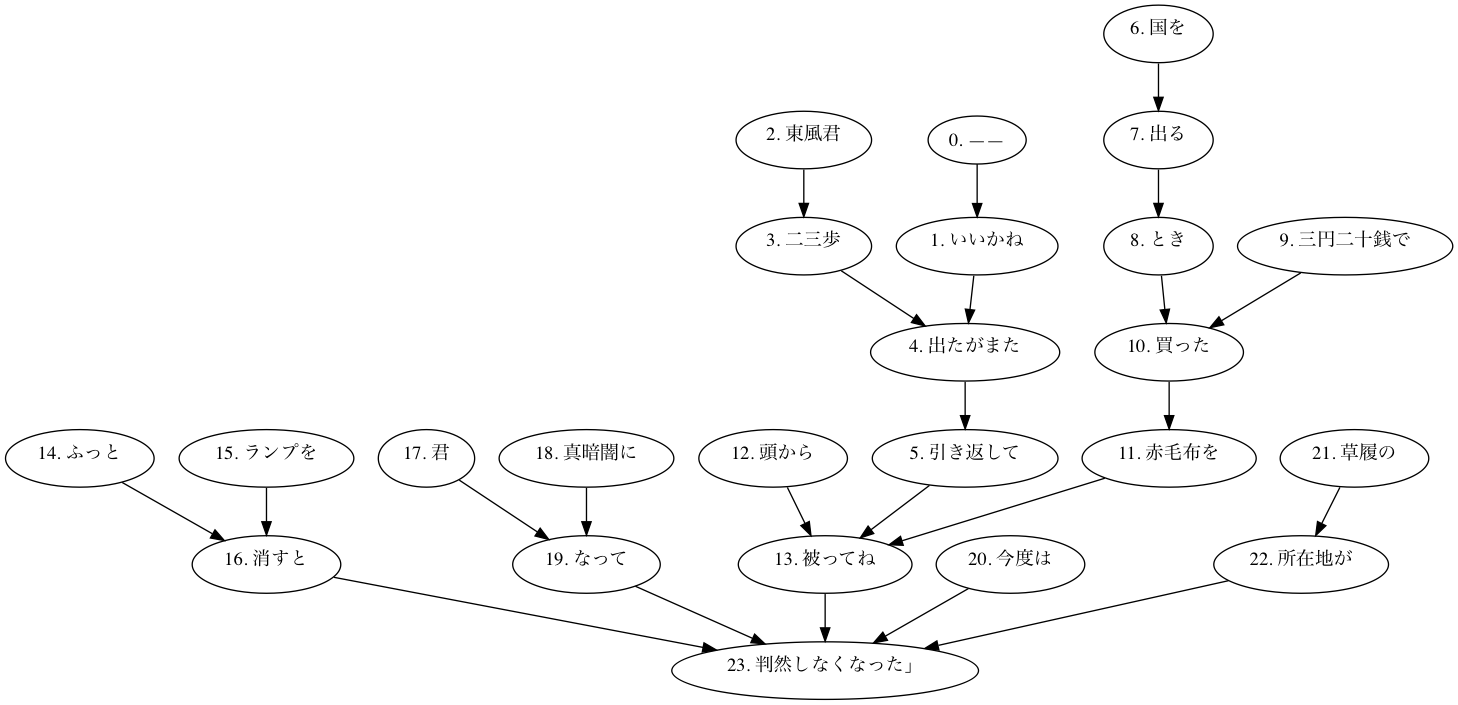 6. 国を
2. 東風君
0. ——
7. 出る
3. 二三歩
1. いいかね
8. とき
9. 三円二十銭で
4. 出たがまた
10. 買った
14. ふっと
15. ランプを
17. 君
18. 真暗闇に
12. 頭から
5. 引き返して
11. 赤毛布を
21. 草履の
16. 消すと
19. なって
13. 被ってね
20. 今度は
22. 所在地が
23. 判然しなくなった」